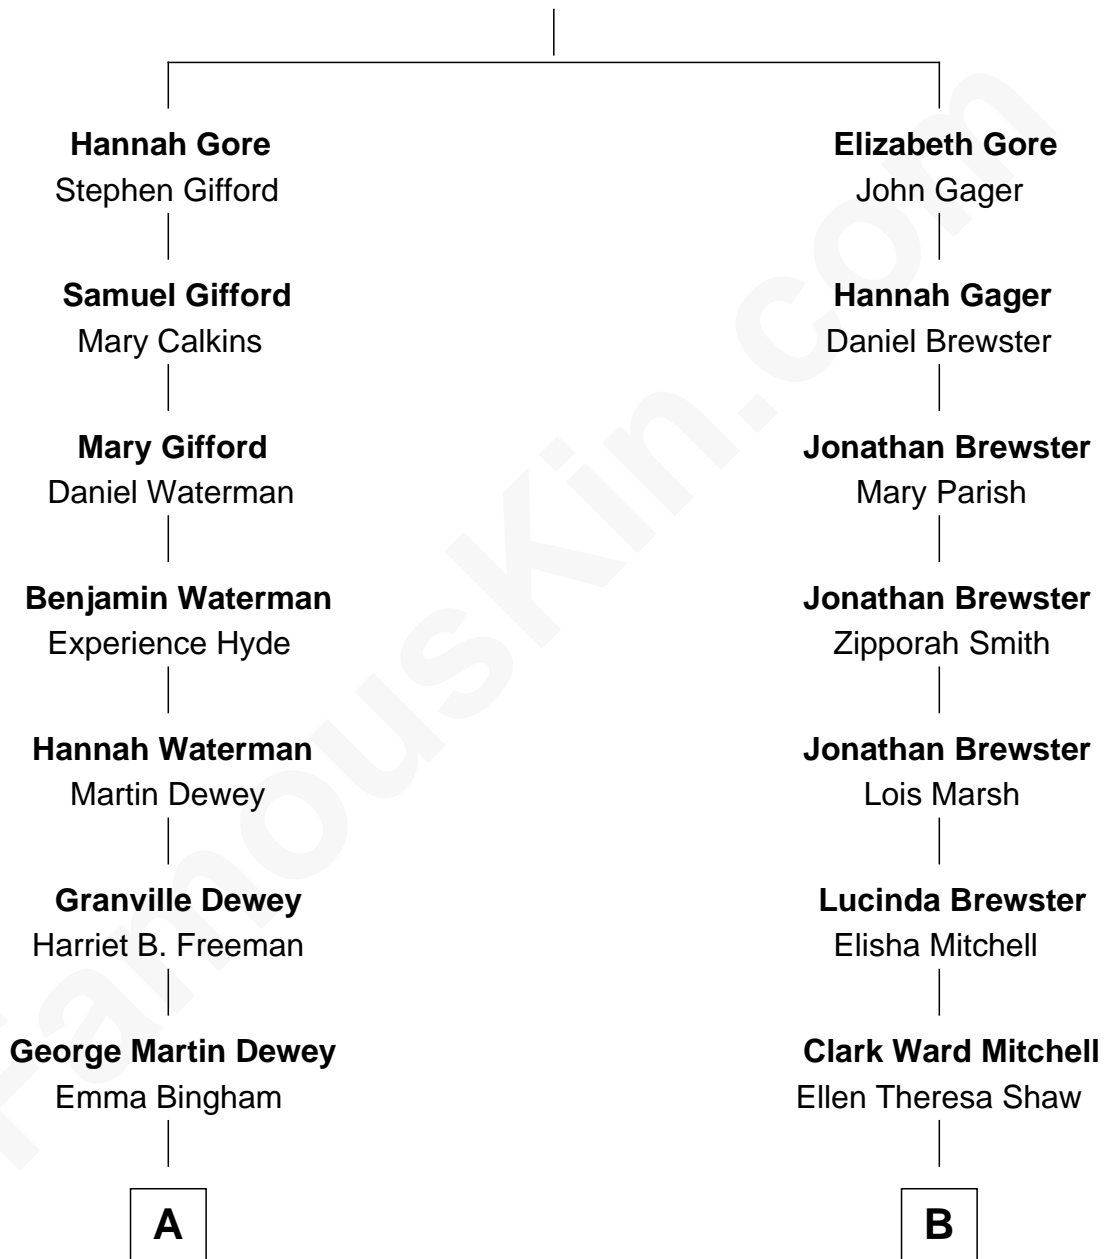 Hannah Gore
Stephen Gifford
Samuel Gifford
Mary Calkins
Mary Gifford
Daniel Waterman
Benjamin Waterman
Experience Hyde
Hannah Waterman
Martin Dewey
Granville Dewey
Harriet B. Freeman
George Martin Dewey
Emma Bingham
A
Elizabeth Gore
John Gager
Hannah Gager
Daniel Brewster
Jonathan Brewster
Mary Parish
Jonathan Brewster
Zipporah Smith
Jonathan Brewster
Lois Marsh
Lucinda Brewster
Elisha Mitchell
Clark Ward Mitchell
Ellen Theresa Shaw
B
FamousKin.com